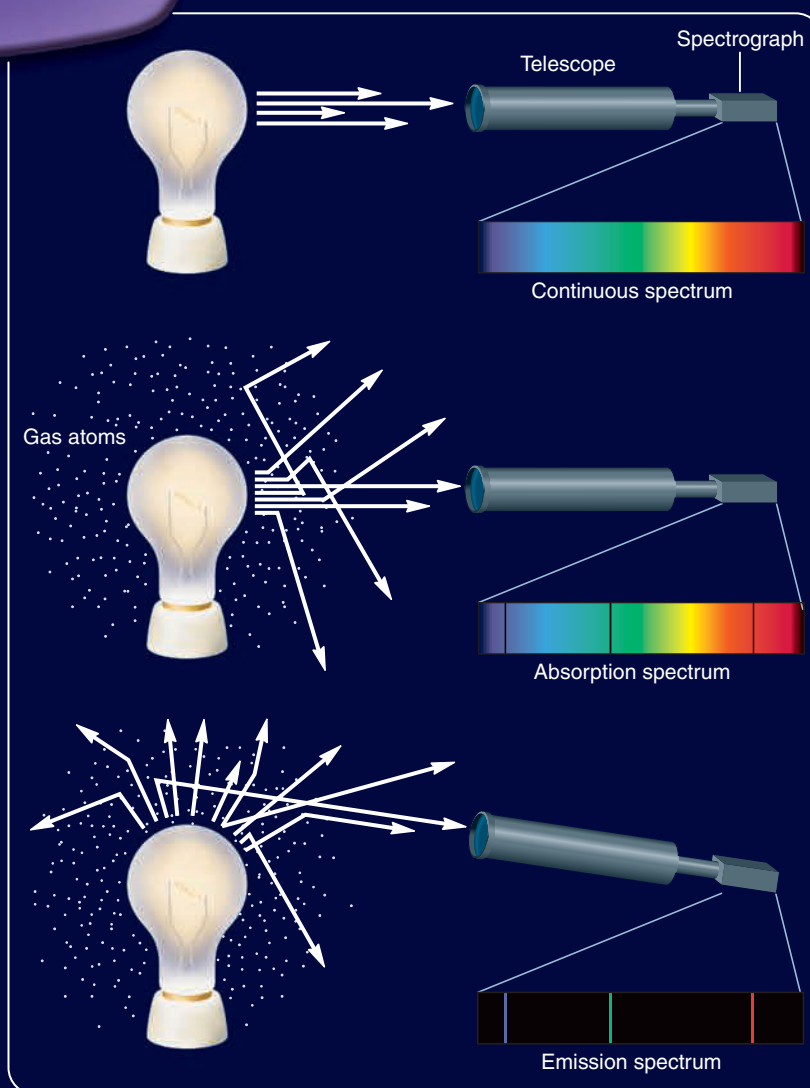 Spectrograph
Telescope
Continuous spectrum
Gas atoms
Absorption spectrum
Emission spectrum